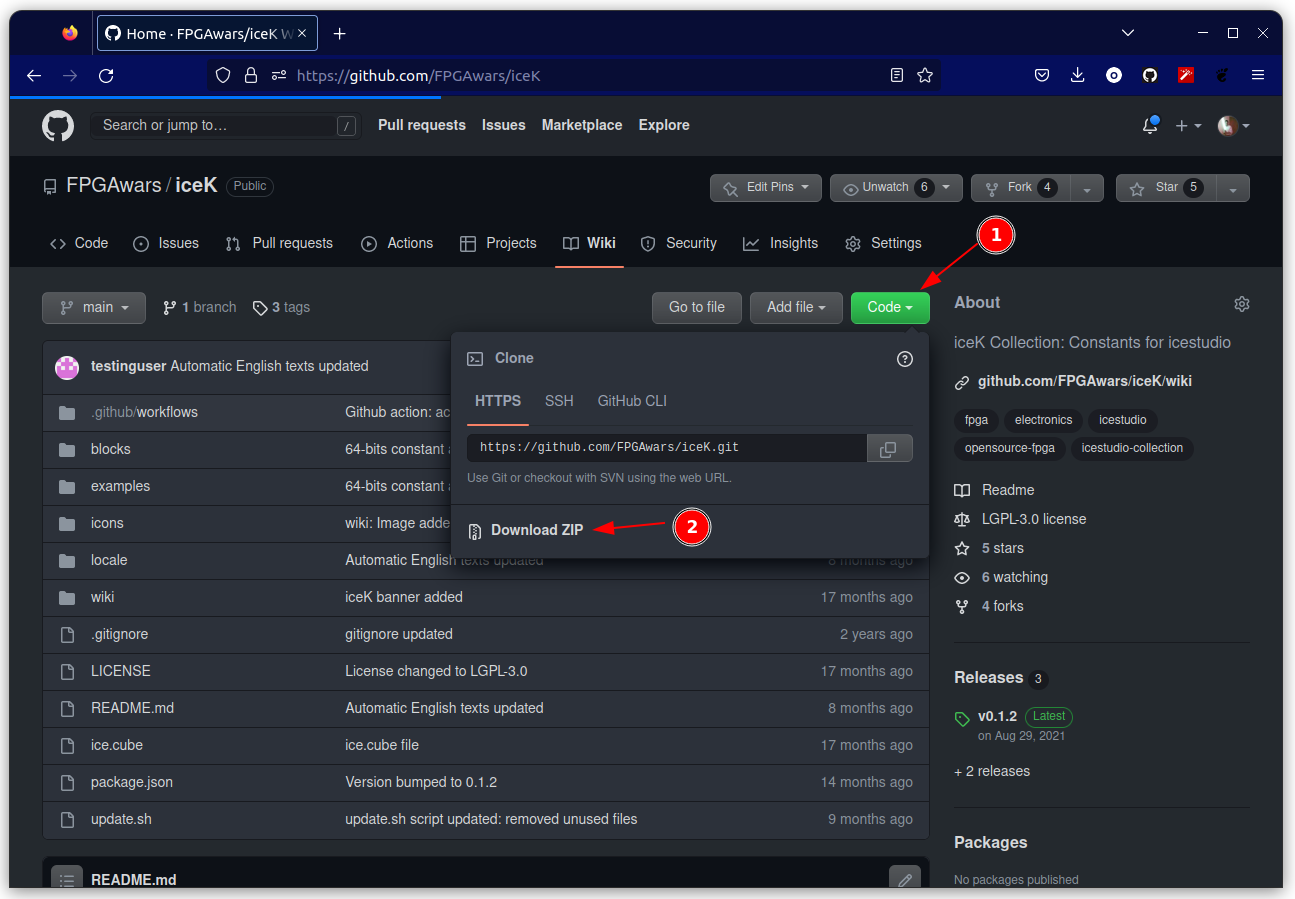 Home · FPGAwars/iceK W
https://github.com/FPGAwars/iceK
Search or jump to… /
Pull requests Issues Marketplace Explore
FPGAwars / iceK Public
Edit Pins Unwatch 6 Fork 4 Star 5
Code Issues Pull requests Actions Projects Wiki Security Insights Settings
1
main 1 branch 3 tags Go to file Add file Code
testinguser Automatic English texts updated
Clone
HTTPS SSH GitHub CLI
https://github.com/FPGAwars/iceK.git
Use Git or checkout with SVN using the web URL.
Download ZIP 2
.github/workflows Github action: ac
blocks 64-bits constant
examples 64-bits constant
icons wiki: Image adde
locale Automatic English texts updated 8 months ago
wiki iceK banner added 17 months ago
.gitignore gitignore updated 2 years ago
LICENSE License changed to LGPL-3.0 17 months ago
README.md Automatic English texts updated 8 months ago
ice.cube ice.cube file 17 months ago
package.json Version bumped to 0.1.2 14 months ago
update.sh update.sh script updated: removed unused files 9 months ago
README.md
About
iceK Collection: Constants for icestudio
github.com/FPGAwars/iceK/wiki
fpga electronics icestudio
opensource-fpga icestudio-collection
Readme
LGPL-3.0 license
5 stars
6 watching
4 forks
Releases 3
v0.1.2 Latest
on Aug 29, 2021
+ 2 releases
Packages
No packages published